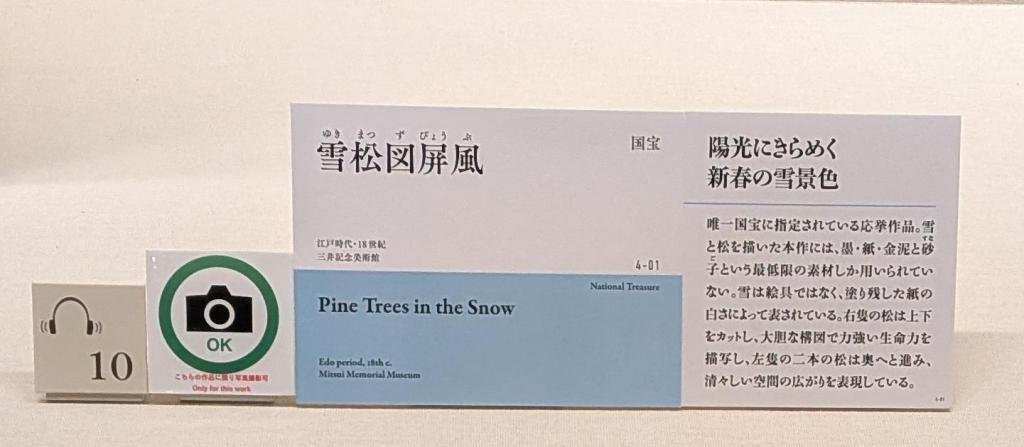 10
OK
こちらの作品に限り写真撮影可
Only for this work
ゆき まつ ず びょう ぶ
雪松図屏風
国宝
江戸時代・18世紀
三井記念美術館
4-01
National Treasure
Pine Trees in the Snow
Edo period, 18th c.
Mitsui Memorial Museum
陽光にきらめく
新春の雪景色
唯一国宝に指定されている応挙作品。雪
と松を描いた本作には、墨・紙・金泥と砂
子という最低限の素材しか用いられてい
ない。雪は絵具ではなく、塗り残した紙の
白さによって表されている。右隻の松は上下
をカットし、大胆な構図で力強い生命力を
描写し、左隻の二本の松は奥へと進み、
清々しい空間の広がりを表現している。
4-01